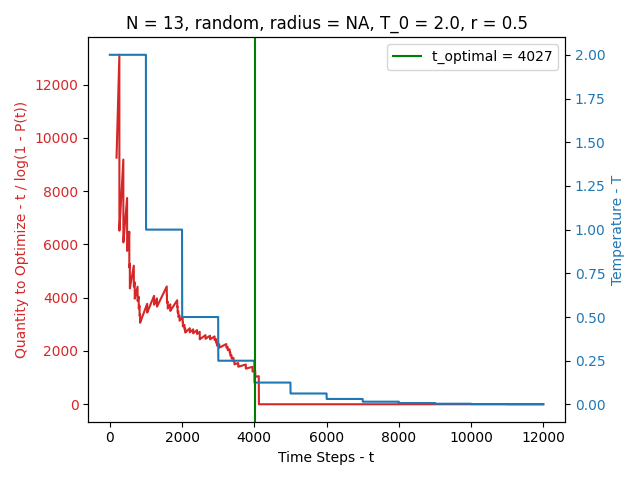 N = 13, random, radius = NA, T_0 = 2.0, r = 0.5
t_optimal = 4027
Quantity to Optimize - t / log(1 - P(t))
12000
10000
8000
6000
4000
2000
0
2.00
1.75
1.50
1.25
1.00
0.75
0.50
0.25
0.00
Temperature - T
0 2000 4000 6000 8000 10000 12000
Time Steps - t